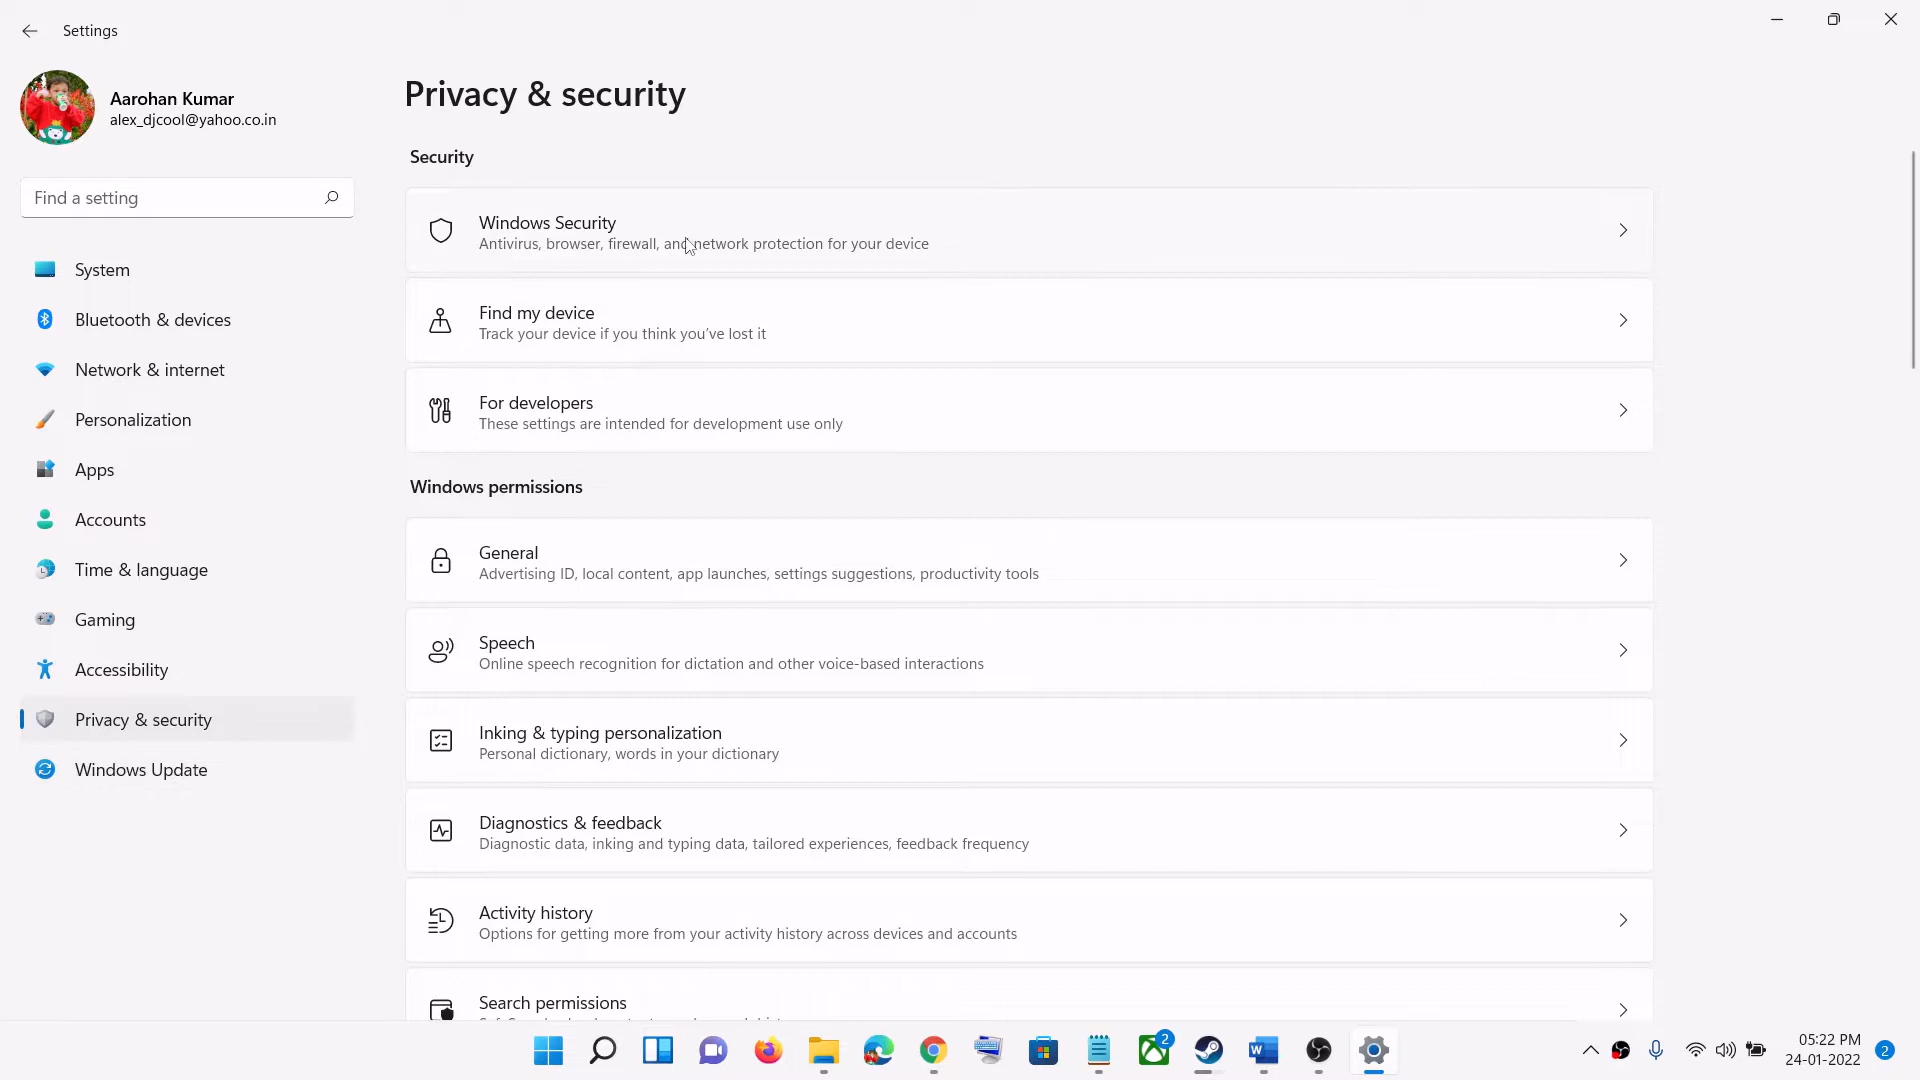 Settings
Aarohan Kumar
alex_djcool@yahoo.co.in
Find a setting
System
Bluetooth & devices
Network & internet
Personalization
Apps
Accounts
Time & language
Gaming
Accessibility
Privacy & security
Windows Update
Privacy & security
Security
Windows Security
Antivirus, browser, firewall, and network protection for your device
Find my device
Track your device if you think you've lost it
For developers
These settings are intended for development use only
Windows permissions
General
Advertising ID, local content, app launches, settings suggestions, productivity tools
Speech
Online speech recognition for dictation and other voice-based interactions
Inking & typing personalization
Personal dictionary, words in your dictionary
Diagnostics & feedback
Diagnostic data, inking and typing data, tailored experiences, feedback frequency
Activity history
Options for getting more from your activity history across devices and accounts
Search permissions
2
W
05:22 PM
24-01-2022
2